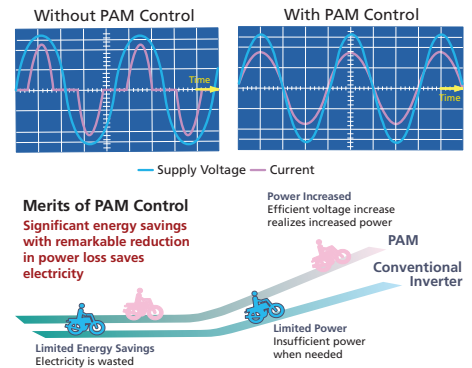 Without PAM Control
With PAM Control
Time
Time
Supply Voltage
Current
Merits of PAM Control
Significant energy savings
with remarkable reduction
in power loss saves
electricity
Power Increased
Efficient voltage increase
realizes increased power
PAM
Conventional
Inverter
Limited Energy Savings
Electricity is wasted
Limited Power
Insufficient power
when needed